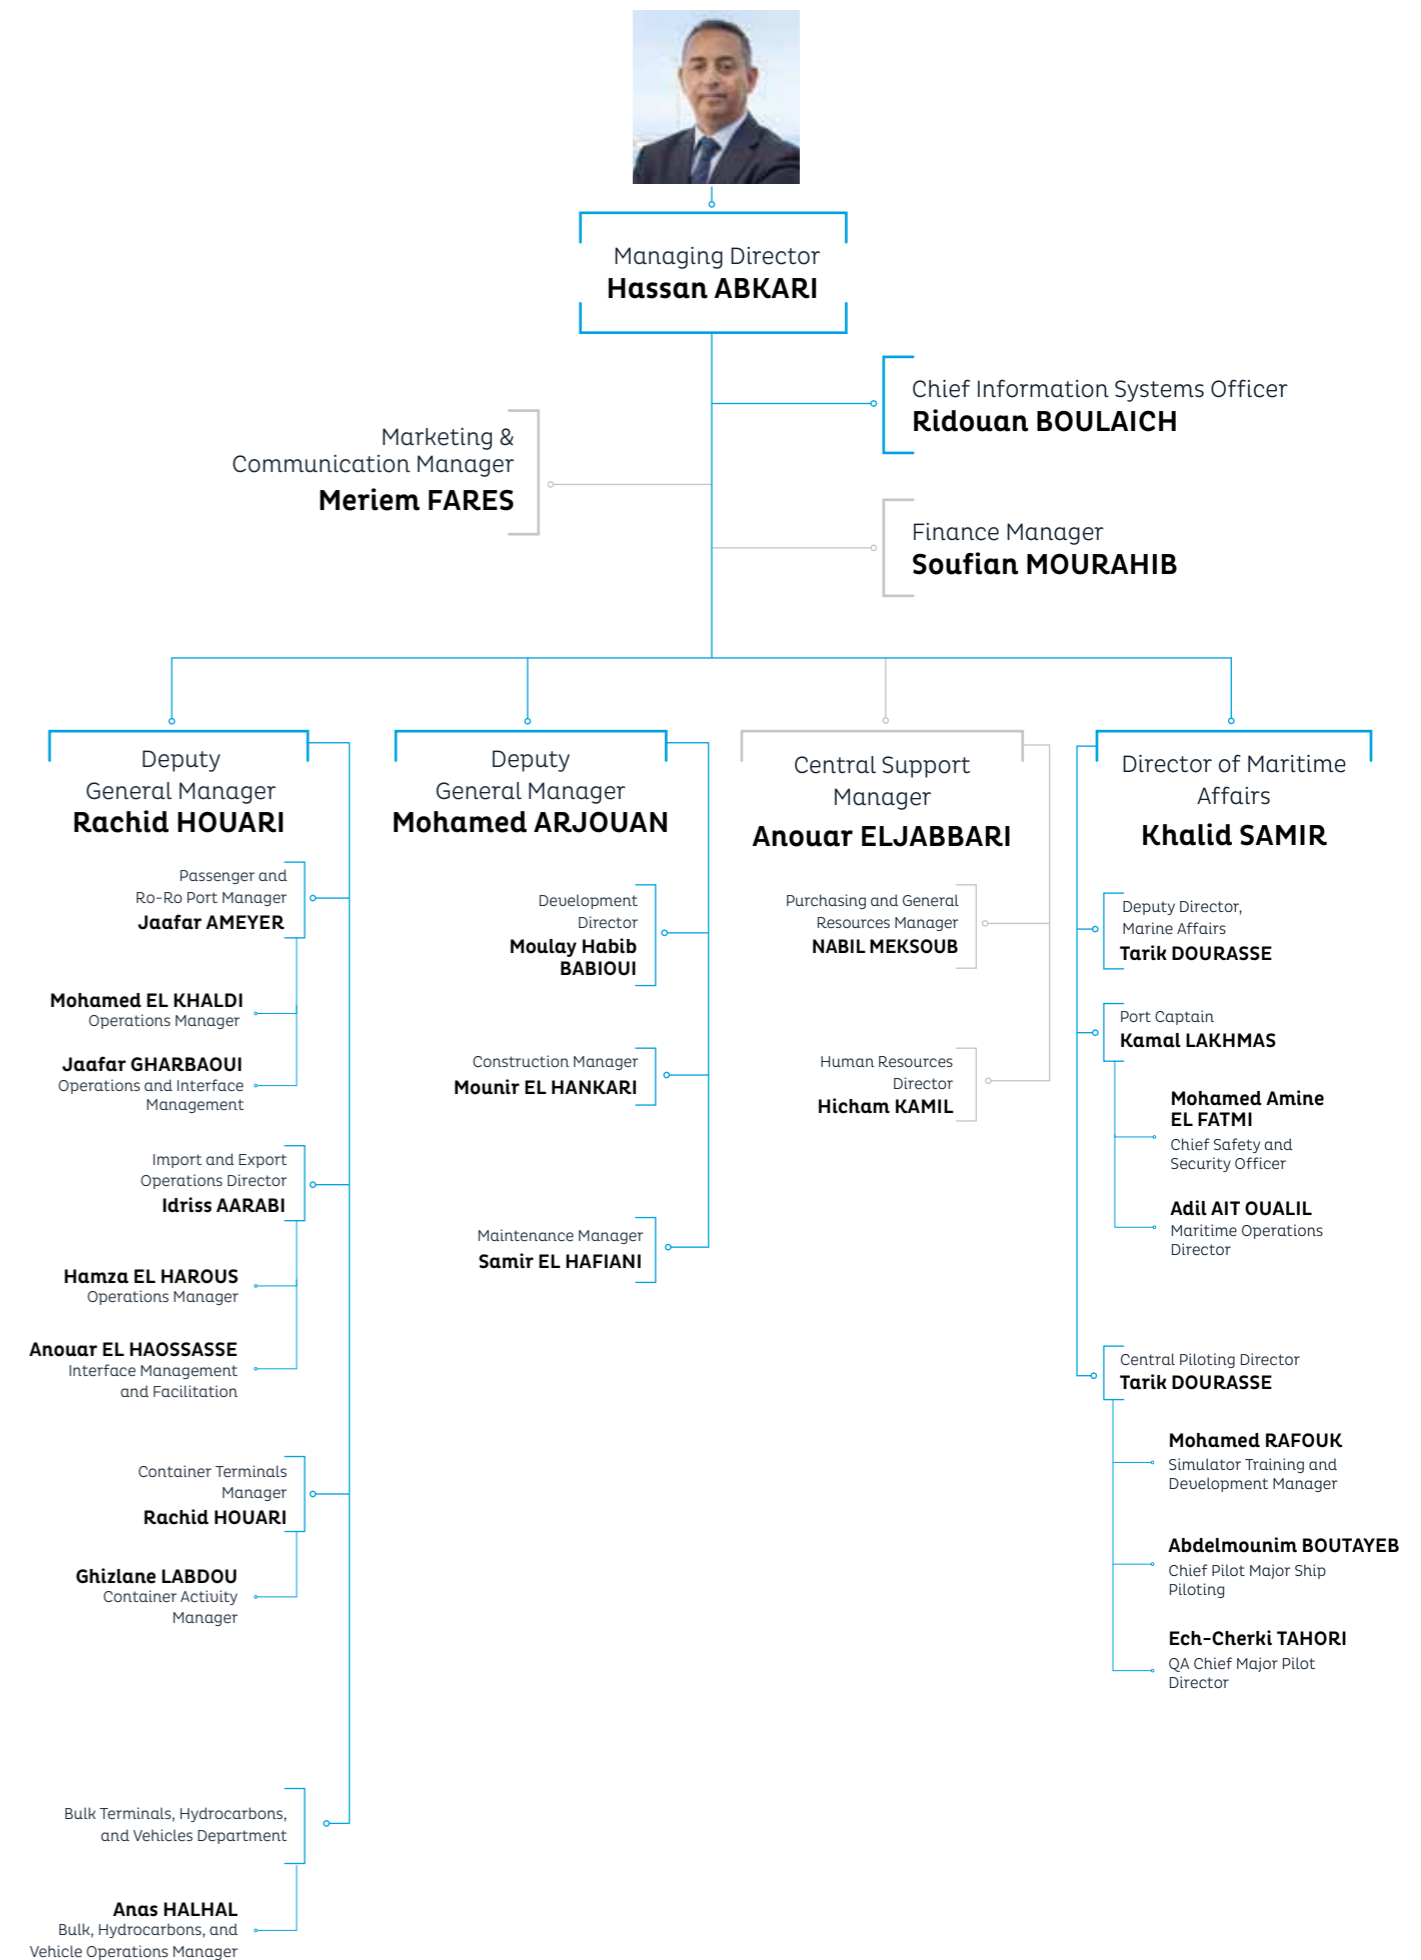 Managing Director
Hassan ABKARI
Chief Information Systems Officer
Ridouan BOULAICH
Marketing &
Communication Manager
Meriem FARES
Finance Manager
Soufian MOURAHIB
Deputy
General Manager
Rachid HOUARI
Passenger and
Ro-Ro Port Manager
Jaafar AMEYER
Mohamed EL KHALDI
Operations Manager
Jaafar GHARBAOUI
Operations and Interface
Management
Import and Export
Operations Director
Idriss AARABI
Hamza EL HAROUS
Operations Manager
Anouar EL HAOSSASSE
Interface Management
and Facilitation
Container Terminals
Manager
Rachid HOUARI
Ghizlane LABDOU
Container Activity
Manager
Bulk Terminals, Hydrocarbons,
and Vehicles Department
Anas HALHAL
Bulk, Hydrocarbons, and
Vehicle Operations Manager
Deputy
General Manager
Mohamed ARJOUAN
Development
Director
Moulay Habib
BABIOUI
Construction Manager
Mounir EL HANKARI
Maintenance Manager
Samir EL HAFIANI
Central Support
Manager
Anouar ELJABBARI
Purchasing and General
Resources Manager
NABIL MEKSOUB
Human Resources
Director
Hicham KAMIL
Director of Maritime
Affairs
Khalid SAMIR
Deputy Director,
Marine Affairs
Tarik DOURASSE
Port Captain
Kamal LAKHMAS
Mohamed Amine
EL FATMI
Chief Safety and
Security Officer
Adil AIT OUALIL
Maritime Operations
Director
Central Piloting Director
Tarik DOURASSE
Mohamed RAFOUK
Simulator Training and
Development Manager
Abdelmounim BOUTAYEB
Chief Pilot Major Ship
Piloting
Ech-Cherki TAHORI
QA Chief Major Pilot
Director